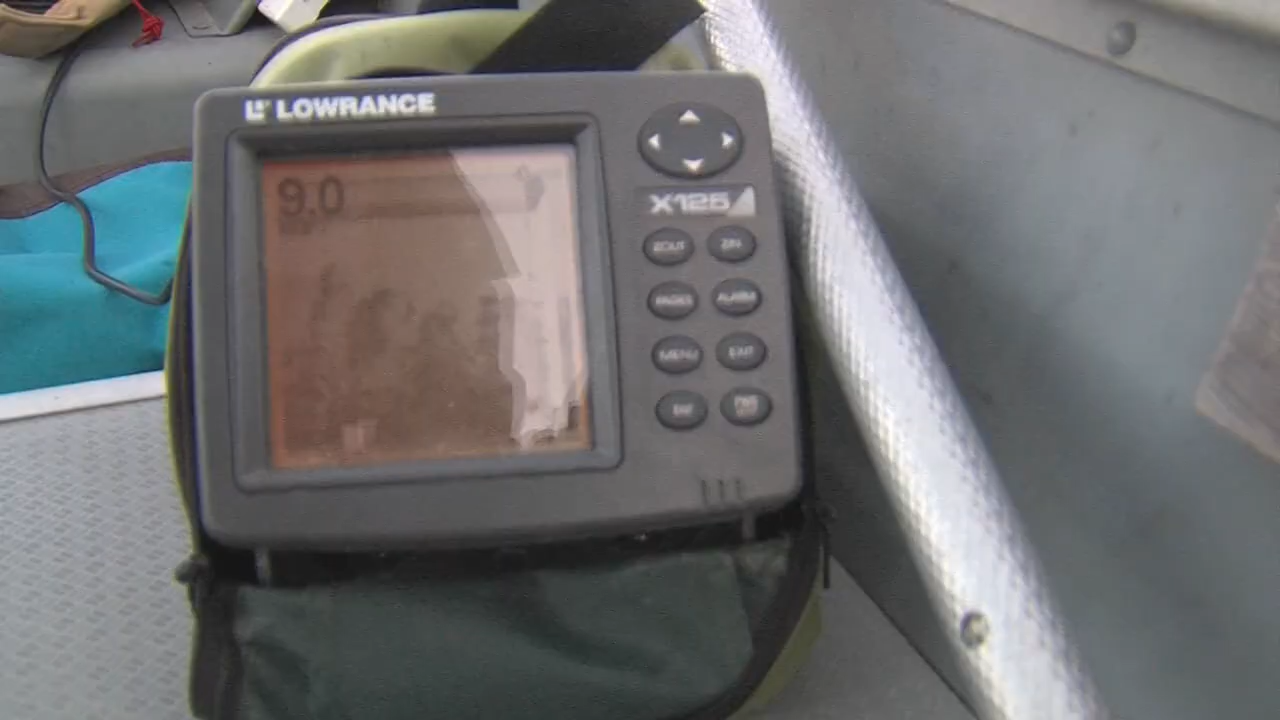 LOWRANCE
9.0
X125
ZOUT ZIN
PAGES ALARM
MENU EXIT